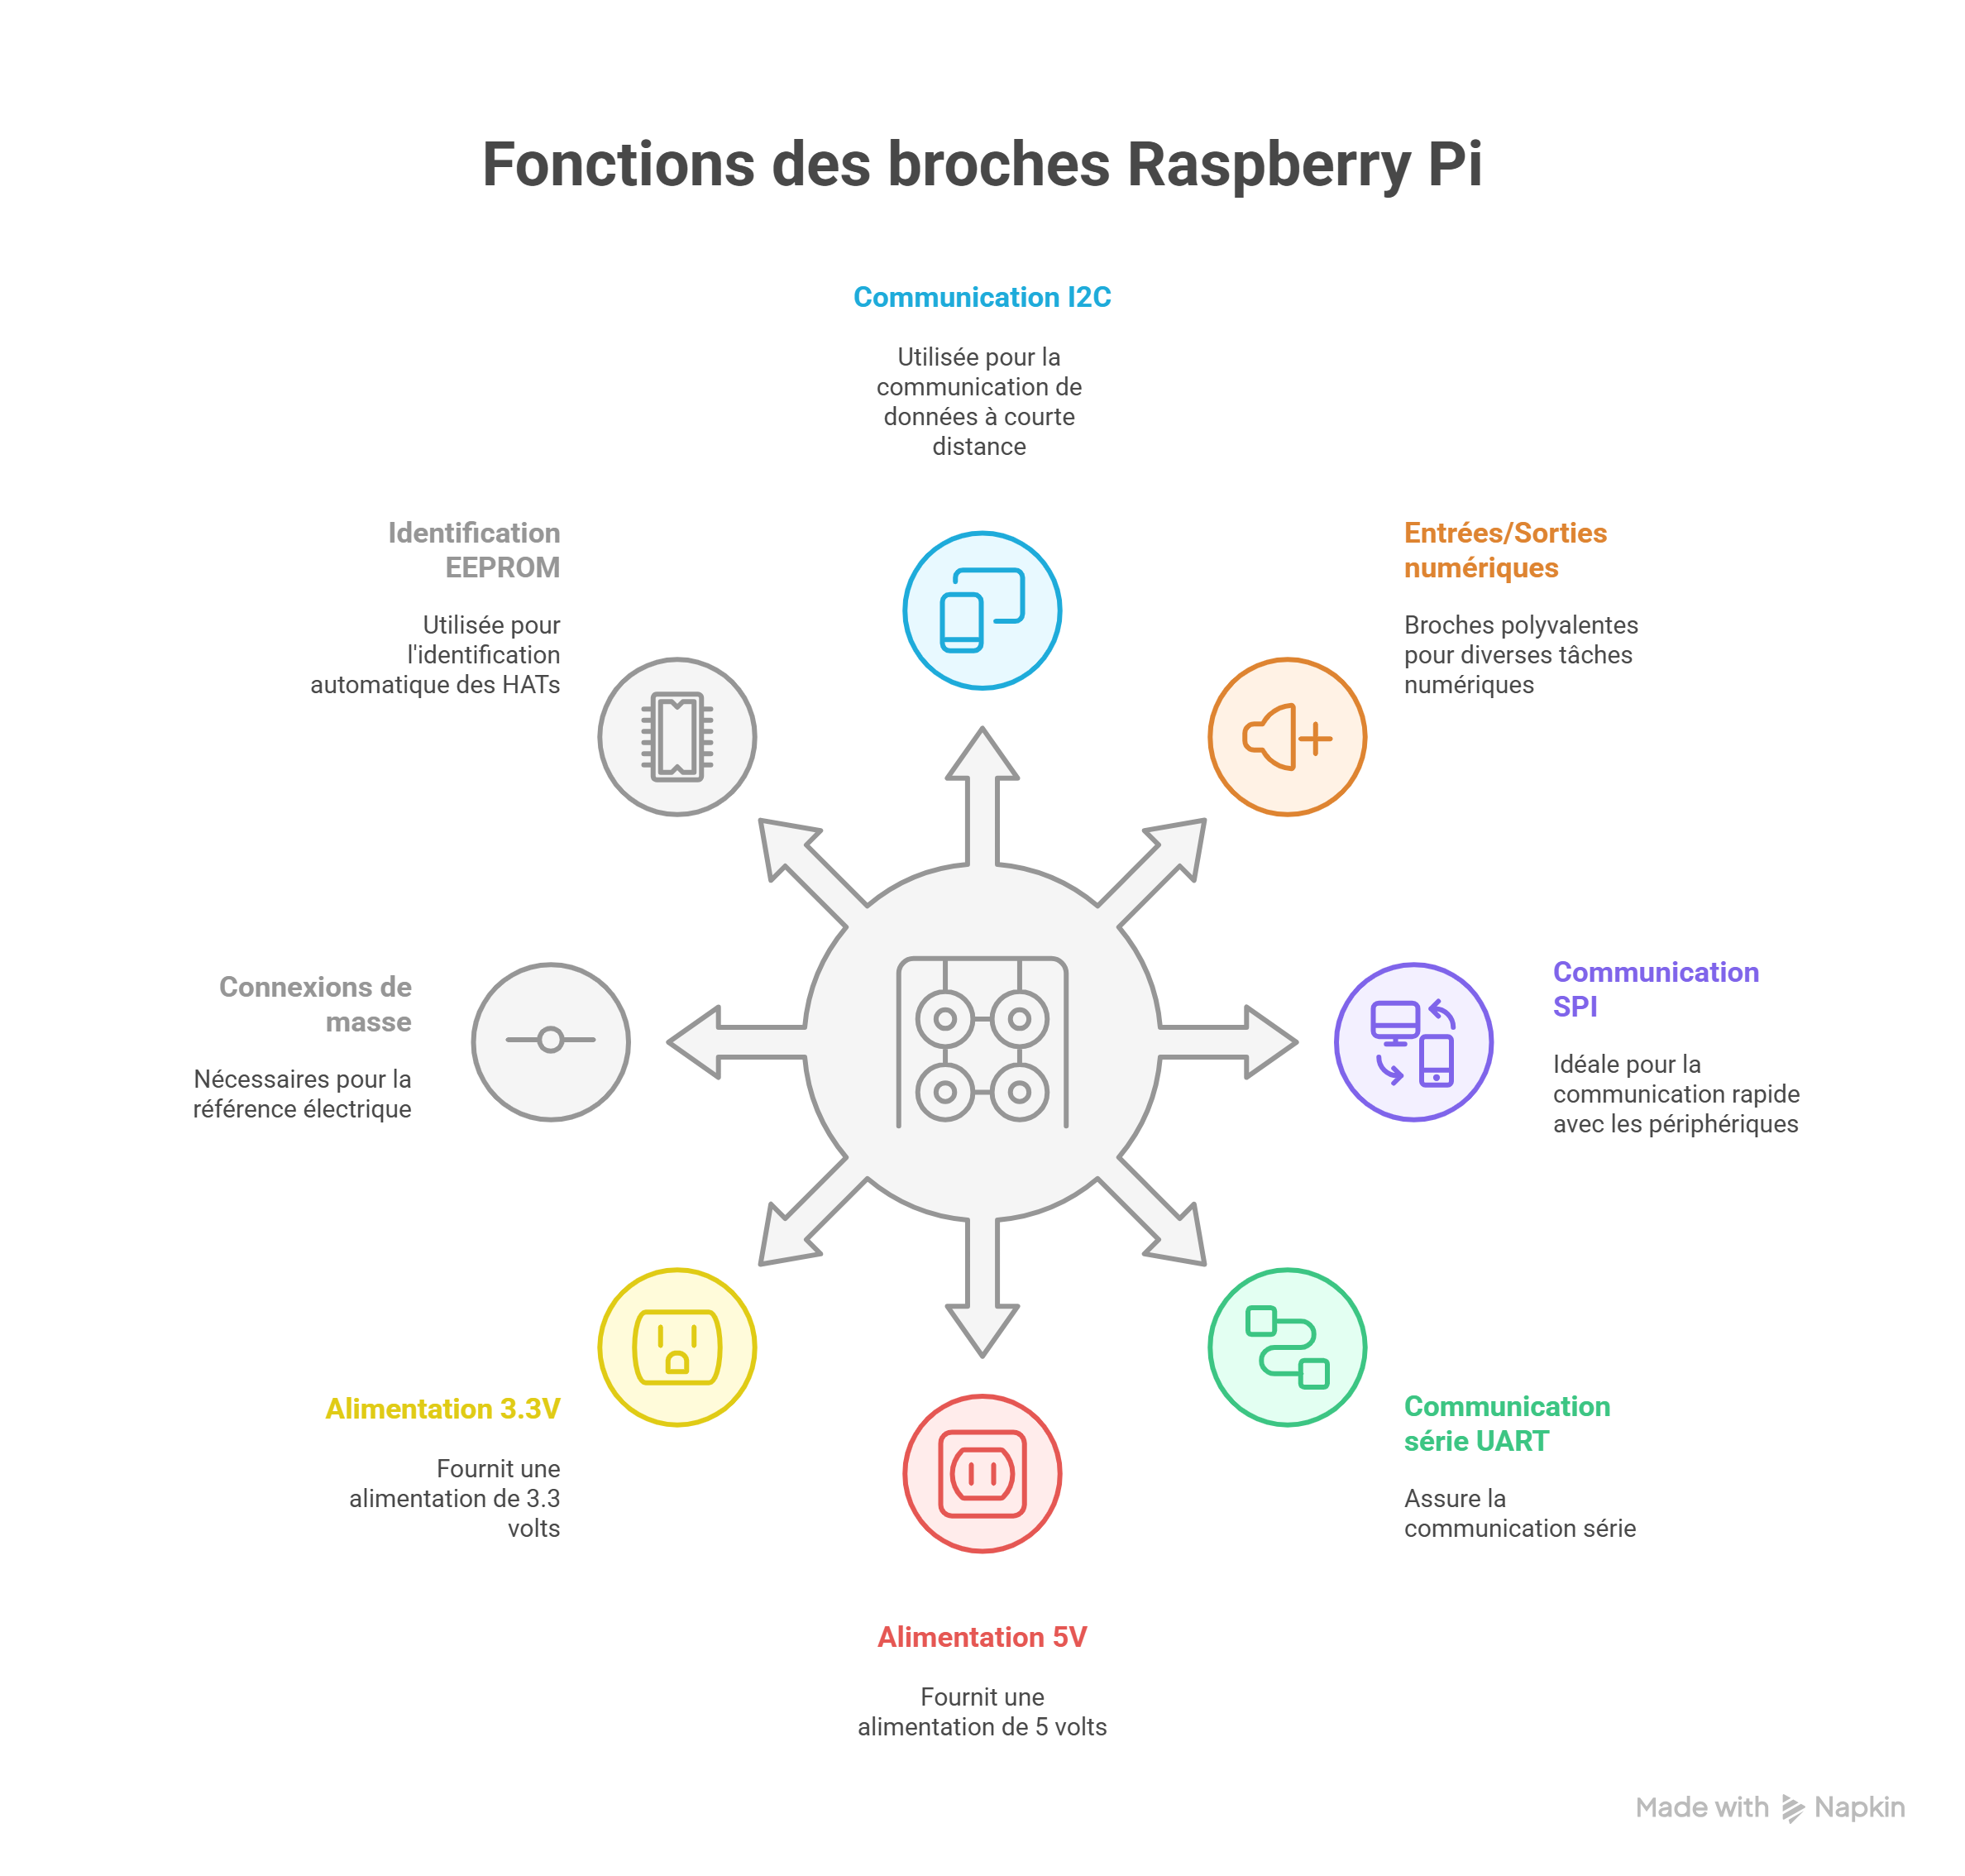 Fonctions des broches Raspberry Pi
Communication I2C
Utilisée pour la
communication de
données à courte
distance
Identification
EEPROM
Utilisée pour
l'identification
automatique des HATs
Entrées/Sorties
numériques
Broches polyvalentes
pour diverses tâches
numériques
Connexions de
masse
Nécessaires pour la
référence électrique
Communication
SPI
Idéale pour la
communication rapide
avec les périphériques
Alimentation 3.3V
Fournit une
alimentation de 3.3
volts
Communication
série UART
Assure la
communication série
Alimentation 5V
Fournit une
alimentation de 5 volts
Made with Napkin